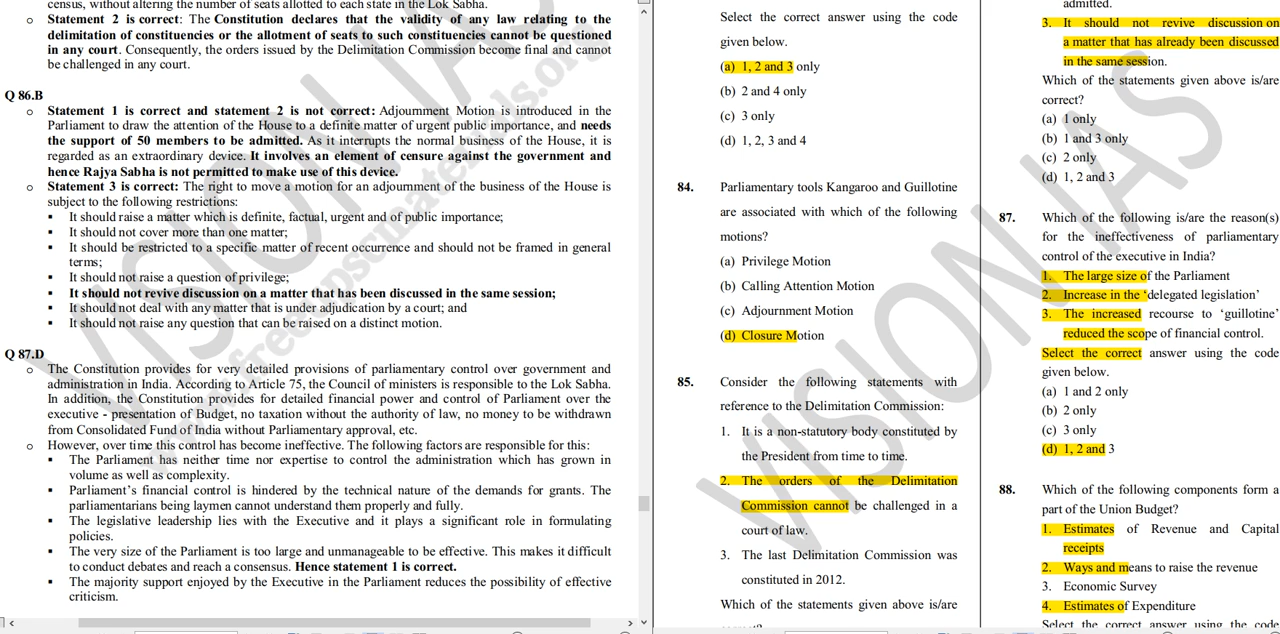 census, without altering the number of seats allotted to each state in the Lok Sabha.
o Statement 2 is correct: The Constitution declares that the validity of any law relating to the
delimitation of constituencies or the allotment of seats to such constituencies cannot be questioned
in any court. Consequently, the orders issued by the Delimitation Commission become final and cannot
be challenged in any court.
Q 86.B
o Statement 1 is correct and statement 2 is not correct: Adjournment Motion is introduced in the
Parliament to draw the attention of the House to a definite matter of urgent public importance, and needs
the support of 50 members to be admitted. As it interrupts the normal business of the House, it is
regarded as an extraordinary device. It involves an element of censure against the government and
hence Rajya Sabha is not permitted to make use of this device.
o Statement 3 is correct: The right to move a motion for an adjournment of the business of the House is
subject to the following restrictions:
▪ It should raise a matter which is definite, factual, urgent and of public importance;
▪ It should not cover more than one matter;
▪ It should be restricted to a specific matter of recent occurrence and should not be framed in general
terms;
▪ It should not raise a question of privilege;
▪ It should not revive discussion on a matter that has been discussed in the same session;
▪ It should not deal with any matter that is under adjudication by a court; and
▪ It should not raise any question that can be raised on a distinct motion.
Q 87.D
o The Constitution provides for very detailed provisions of parliamentary control over government and
administration in India. According to Article 75, the Council of ministers is responsible to the Lok Sabha.
In addition, the Constitution provides for detailed financial power and control of Parliament over the
executive - presentation of Budget, no taxation without the authority of law, no money to be withdrawn
from Consolidated Fund of India without Parliamentary approval, etc.
o However, over time this control has become ineffective. The following factors are responsible for this:
▪ The Parliament has neither time nor expertise to control the administration which has grown in
volume as well as complexity.
▪ Parliament's financial control is hindered by the technical nature of the demands for grants. The
parliamentarians being laymen cannot understand them properly and fully.
▪ The legislative leadership lies with the Executive and it plays a significant role in formulating
policies.
▪ The very size of the Parliament is too large and unmanageable to be effective. This makes it difficult
to conduct debates and reach a consensus. Hence statement 1 is correct.
▪ The majority support enjoyed by the Executive in the Parliament reduces the possibility of effective
criticism.
VISION IAS
Select the correct answer using the code
given below.
(a) 1, 2 and 3 only
(b) 2 and 4 only
(c) 3 only
(d) 1, 2, 3 and 4
84. Parliamentary tools Kangaroo and Guillotine
are associated with which of the following
motions?
(a) Privilege Motion
(b) Calling Attention Motion
(c) Adjournment Motion
(d) Closure Motion
85. Consider the following statements with
reference to the Delimitation Commission:
1. It is a non-statutory body constituted by
the President from time to time.
2. The orders of the Delimitation
Commission cannot be challenged in a
court of law.
3. The last Delimitation Commission was
constituted in 2012.
Which of the statements given above is/are
admitted.
3. It should not revive discussion on
a matter that has already been discussed
in the same session.
Which of the statements given above is/are
correct?
(a) 1 only
(b) 1 and 3 only
(c) 2 only
(d) 1, 2 and 3
87. Which of the following is/are the reason(s)
for the ineffectiveness of parliamentary
control of the executive in India?
1. The large size of the Parliament
2. Increase in the 'delegated legislation'
3. The increased recourse to 'guillotine'
reduced the scope of financial control.
Select the correct answer using the code
given below.
(a) 1 and 2 only
(b) 2 only
(c) 3 only
(d) 1, 2 and 3
88. Which of the following components form a
part of the Union Budget?
1. Estimates of Revenue and Capital
receipts
2. Ways and means to raise the revenue
3. Economic Survey
4. Estimates of Expenditure
Select the correct answer using the code
VISION IAS